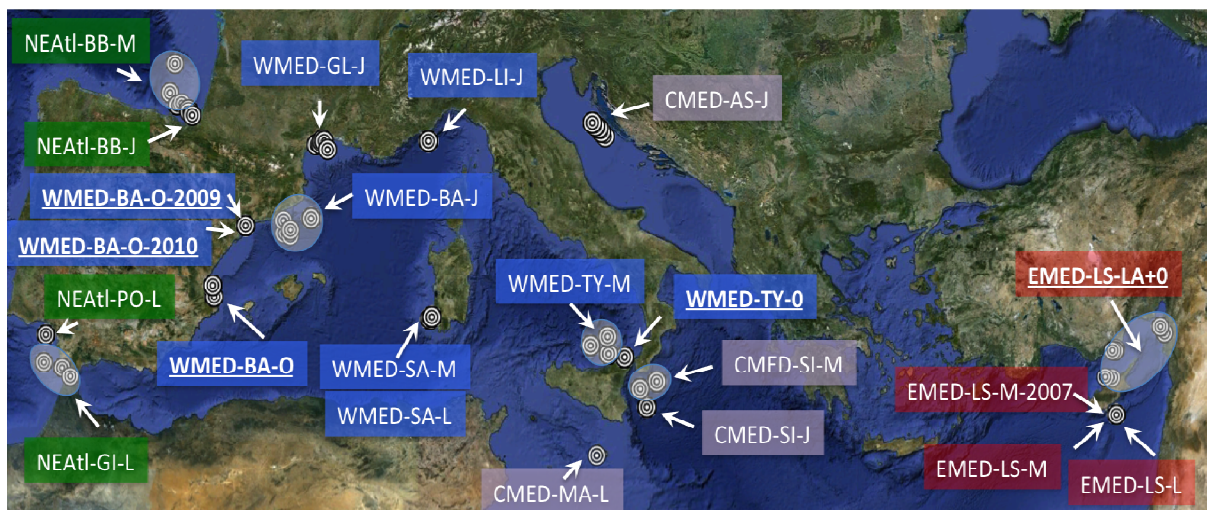 NEAtl-BB-M
WMED-GL-J
WMED-LI-J
CMED-AS-J
NEAtl-BB-J
WMED-BA-O-2009
WMED-BA-J
WMED-BA-O-2010
NEAtl-PO-L
WMED-TY-M
WMED-TY-0
EMED-LS-LA+0
WMED-BA-O
WMED-SA-M
CMED-SI-M
EMED-LS-M-2007
WMED-SA-L
CMED-SI-J
NEAtl-GI-L
CMED-MA-L
EMED-LS-M
EMED-LS-L